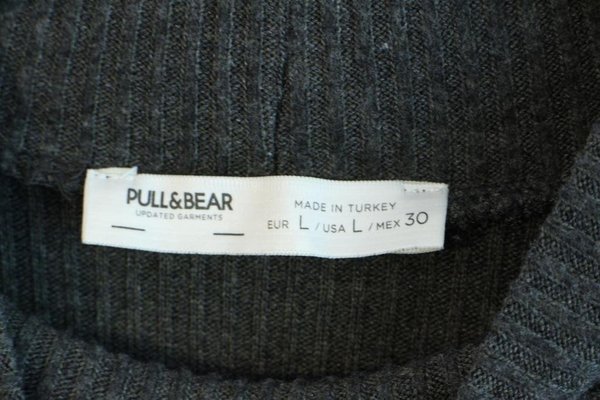 PULL&BEAR
UPDATED GARMENTS
MADE IN TURKEY
EUR L / USA L / MEX 30